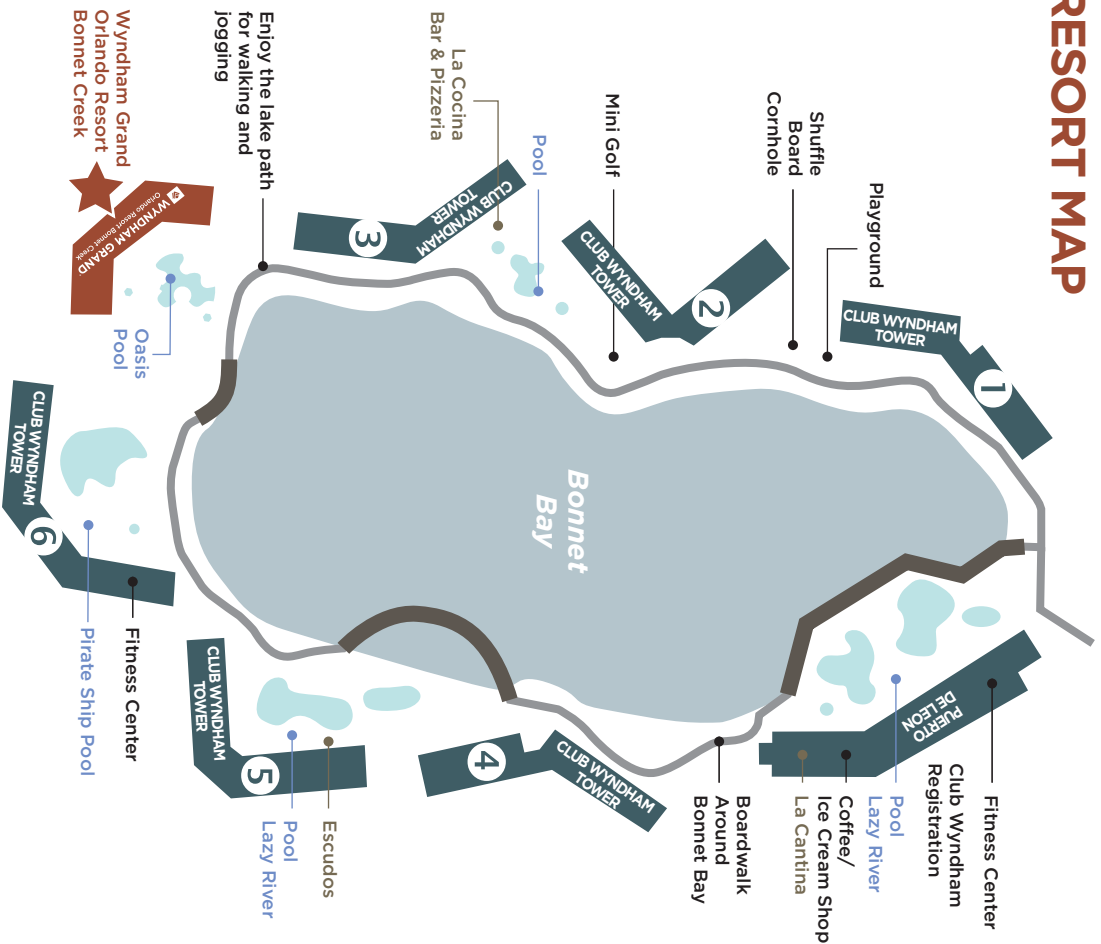 RESORT MAP
Playground
Shuffle
Board
Cornhole
Mini Golf
Pool
La Cocina
Bar & Pizzeria
Enjoy the lake path
for walking and
jogging
Wyndham Grand
Orlando Resort
Bonnet Creek
WYNDHAM GRAND
Orlando Resort Bonnet Creek
Oasis
Pool
CLUB WYNDHAM
TOWER
1
CLUB WYNDHAM
TOWER
2
CLUB WYNDHAM
TOWER
3
Bonnet
Bay
CLUB WYNDHAM
TOWER
4
CLUB WYNDHAM
TOWER
5
CLUB WYNDHAM
TOWER
6
PUERTO
DE LEON
Fitness Center
Club Wyndham
Registration
Pool
Lazy River
Coffee/
Ice Cream Shop
La Cantina
Boardwalk
Around
Bonnet Bay
Escudos
Pool
Lazy River
Fitness Center
Pirate Ship Pool